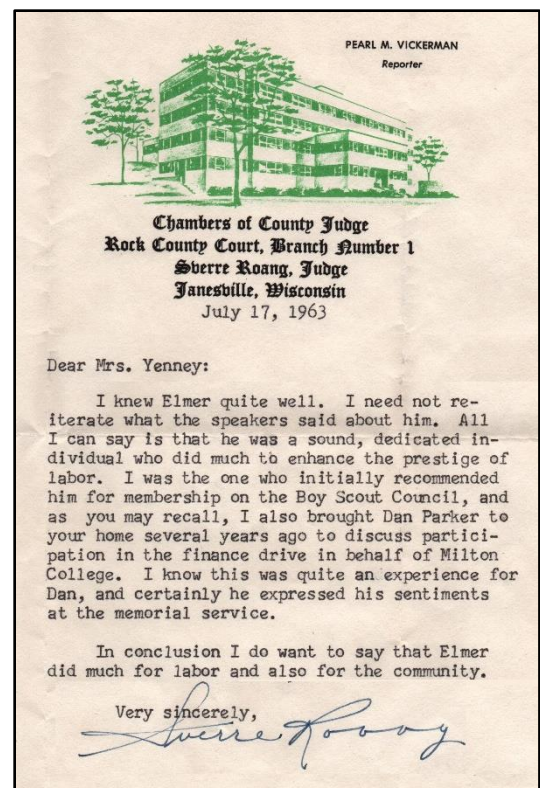 PEARL M. VICKERMAN
Reporter
Chambers of County Judge
Rock County Court, Branch Number 1
Sverre Roang, Judge
Janesville, Wisconsin
July 17, 1963
Dear Mrs. Yenney:
I knew Elmer quite well. I need not re-
iterate what the speakers said about him. All
I can say is that he was a sound, dedicated in-
dividual who did much to enhance the prestige of
labor. I was the one who initially recommended
him for membership on the Boy Scout Council, and
as you may recall, I also brought Dan Parker to
your home several years ago to discuss partici-
pation in the finance drive in behalf of Milton
College. I know this was quite an experience for
Dan, and certainly he expressed his sentiments
at the memorial service.
In conclusion I do want to say that Elmer
did much for labor and also for the community.
Very sincerely,
Sverre Roang